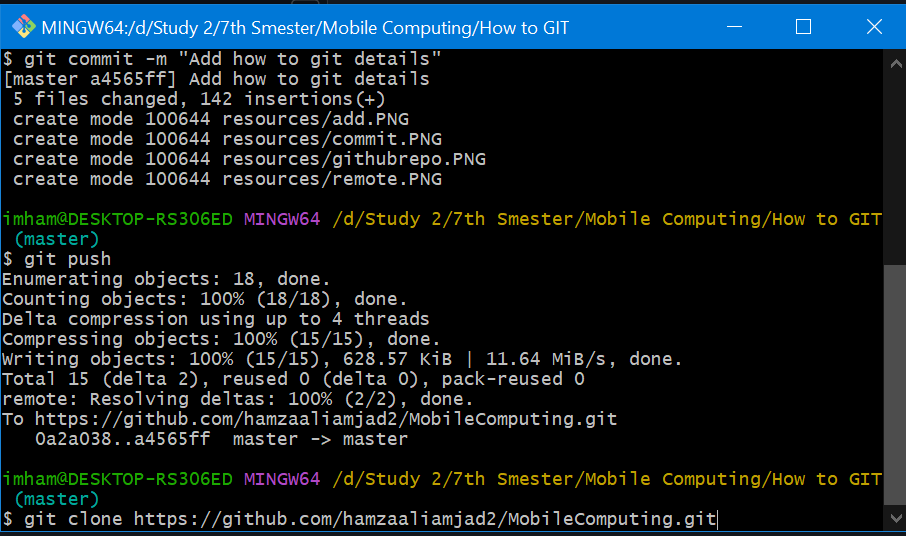 MINGW64:/d/Study 2/7th Smester/Mobile Computing/How to GIT
$ git commit -m "Add how to git details"
[master a4565ff] Add how to git details
 5 files changed, 142 insertions(+)
 create mode 100644 resources/add.PNG
 create mode 100644 resources/commit.PNG
 create mode 100644 resources/githubrepo.PNG
 create mode 100644 resources/remote.PNG
imham@DESKTOP-RS306ED MINGW64 /d/Study 2/7th Smester/Mobile Computing/How to GIT
 (master)
$ git push
Enumerating objects: 18, done.
Counting objects: 100% (18/18), done.
Delta compression using up to 4 threads
Compressing objects: 100% (15/15), done.
Writing objects: 100% (15/15), 628.57 KiB | 11.64 MiB/s, done.
Total 15 (delta 2), reused 0 (delta 0), pack-reused 0
remote: Resolving deltas: 100% (2/2), done.
To https://github.com/hamzaaliamjad2/MobileComputing.git
   0a2a038..a4565ff  master -> master
imham@DESKTOP-RS306ED MINGW64 /d/Study 2/7th Smester/Mobile Computing/How to GIT
 (master)
$ git clone https://github.com/hamzaaliamjad2/MobileComputing.git